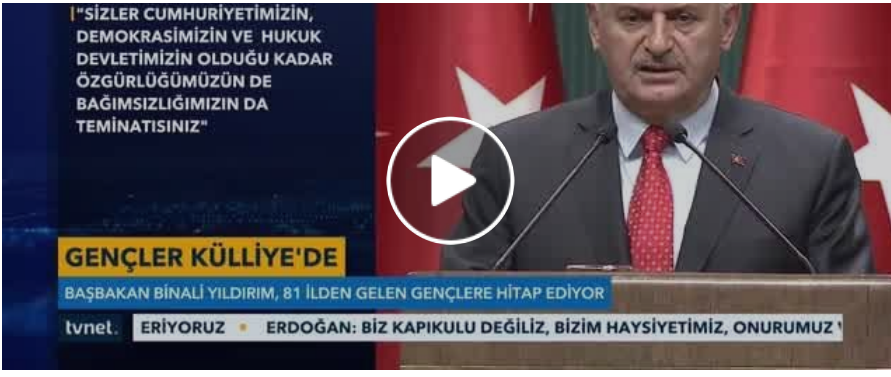 "SİZLER CUMHURİYETİMİZİN,
DEMOKRASİMİZİN VE HUKUK
DEVLETİMİZİN OLDUĞU KADAR
ÖZGÜRLÜĞÜMÜZÜN DE
BAĞIMSIZLIĞIMIZIN DA
TEMİNATISINIZ"
GENÇLER KÜLLİYE'DE
BAŞBAKAN BİNALİ YILDIRIM, 81 İLDEN GELEN GENÇLERE HİTAP EDİYOR
tvnet. ERİYORUZ • ERDOĞAN: BİZ KAPIKULU DEĞİLİZ, BİZİM HAYSİYETİMİZ, ONURUMUZ